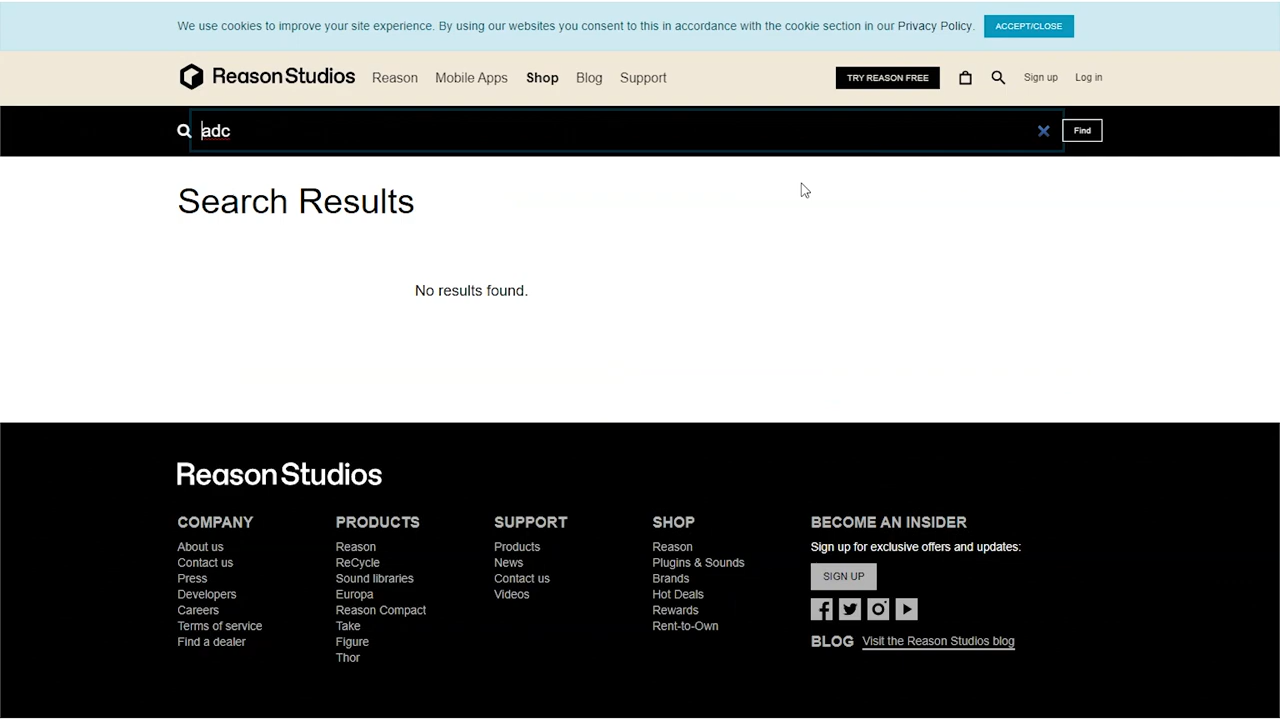 We use cookies to improve your site experience. By using our websites you consent to this in accordance with the cookie section in our Privacy Policy. ACCEPT/CLOSE
Reason Studios Reason Mobile Apps Shop Blog Support TRY REASON FREE Sign up Log in
adc Find
Search Results
No results found.
Reason Studios
COMPANY
About us
Contact us
Press
Developers
Careers
Terms of service
Find a dealer
PRODUCTS
Reason
ReCycle
Sound libraries
Europa
Reason Compact
Take
Figure
Thor
SUPPORT
Products
News
Contact us
Videos
SHOP
Reason
Plugins & Sounds
Brands
Hot Deals
Rewards
Rent-to-Own
BECOME AN INSIDER
Sign up for exclusive offers and updates:
SIGN UP
BLOG Visit the Reason Studios blog